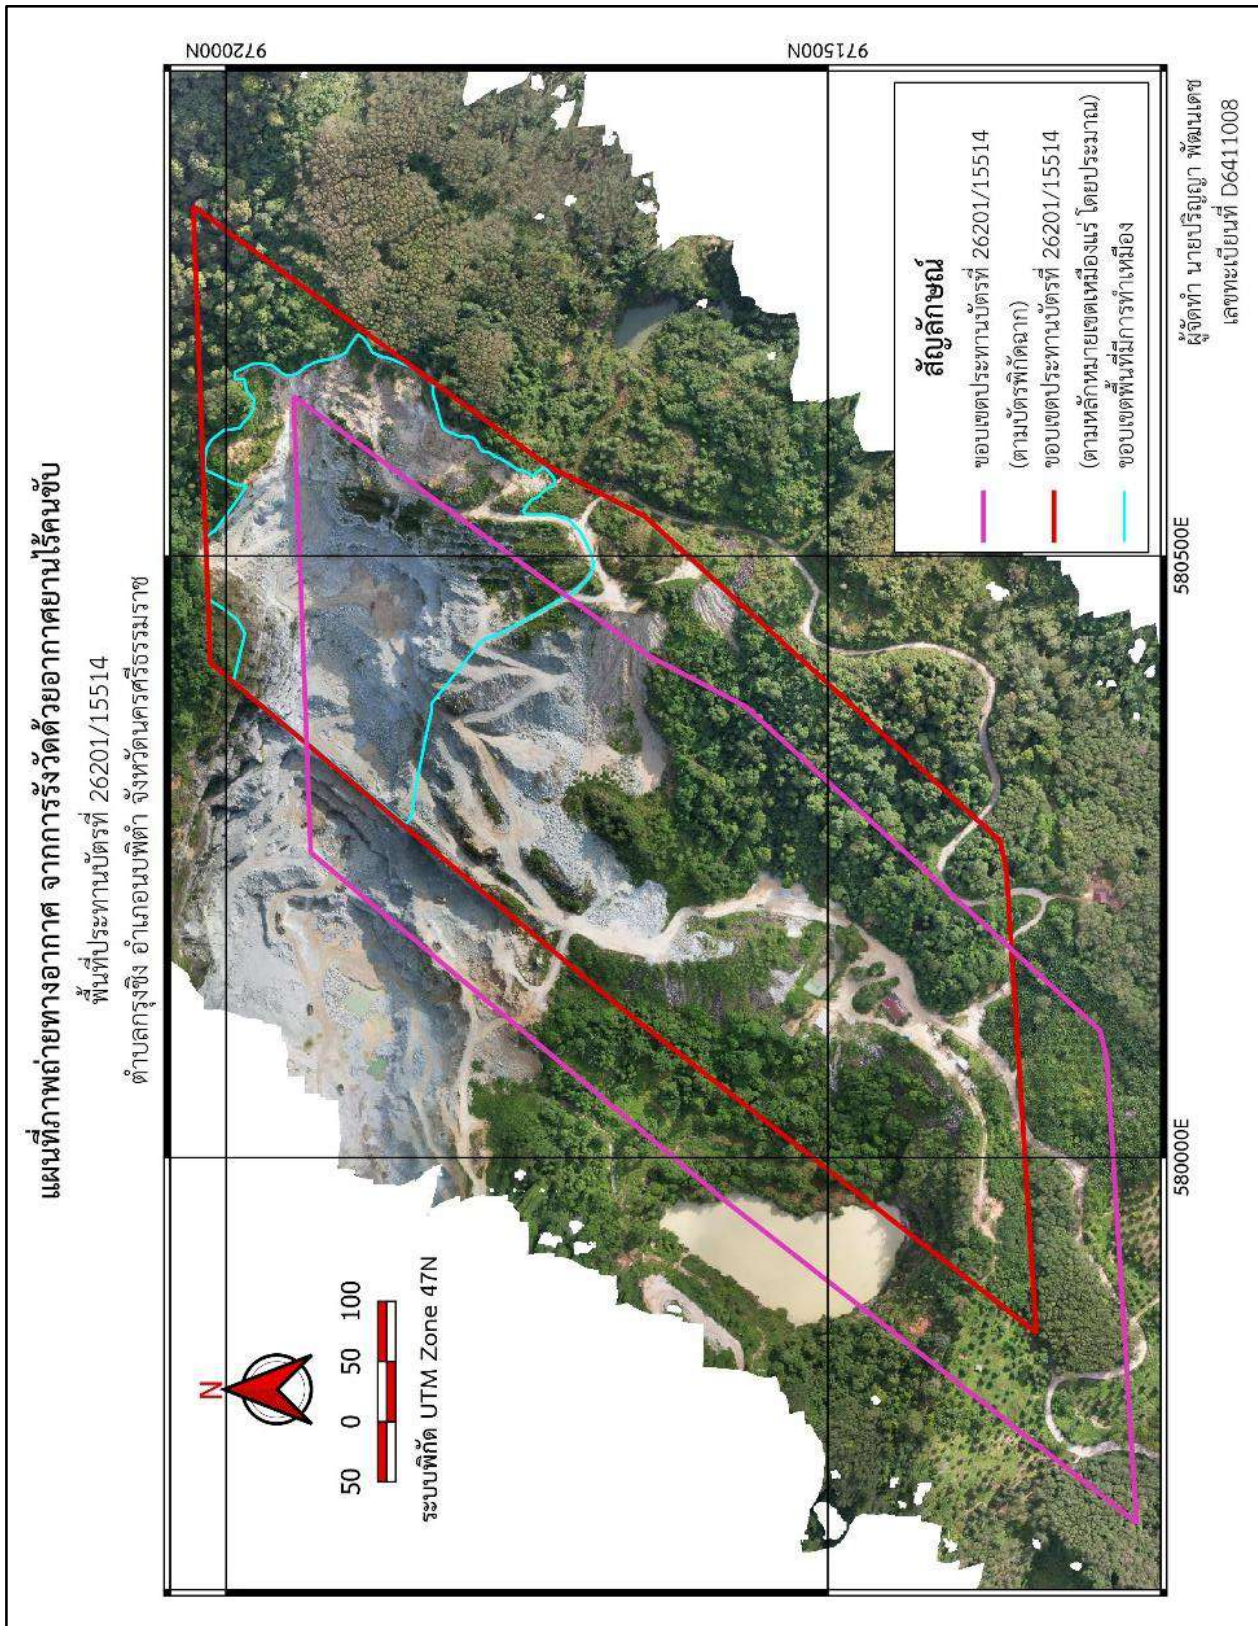 แผนที่ภาพถ่ายทางอากาศ จากการรังวัดด้วยอากาศยานไร้คนขับ
พื้นที่ประทานบัตรที่ 26201/15514
ตำบลกรุงชิง อำเภอนบพิตำ จังหวัดนครศรีธรรมราช
N
50 0 50 100
ระบบพิกัด UTM Zone 47N
972000N
971500N
580000E
580500E
สัญลักษณ์
ขอบเขตประทานบัตรที่ 26201/15514
(ตามบัตรพิกัดฉาก)
ขอบเขตประทานบัตรที่ 26201/15514
(ตามหลักหมายเขตเหมืองแร่ โดยประมาณ)
ขอบเขตพื้นที่มีการทำเหมือง
ผู้จัดทำ นายปริญญา พัฒนเดช
เลขทะเบียนที่ D6411008